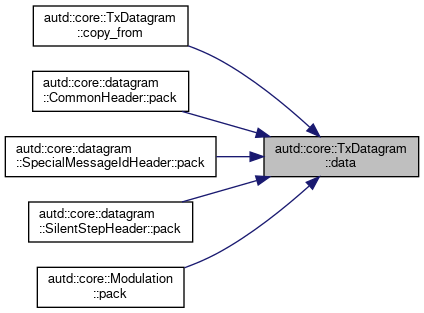 autd::core::TxDatagram
::copy_from
autd::core::datagram
::CommonHeader::pack
autd::core::datagram
::SpecialMessageIdHeader::pack
autd::core::TxDatagram
::data
autd::core::datagram
::SilentStepHeader::pack
autd::core::Modulation
::pack